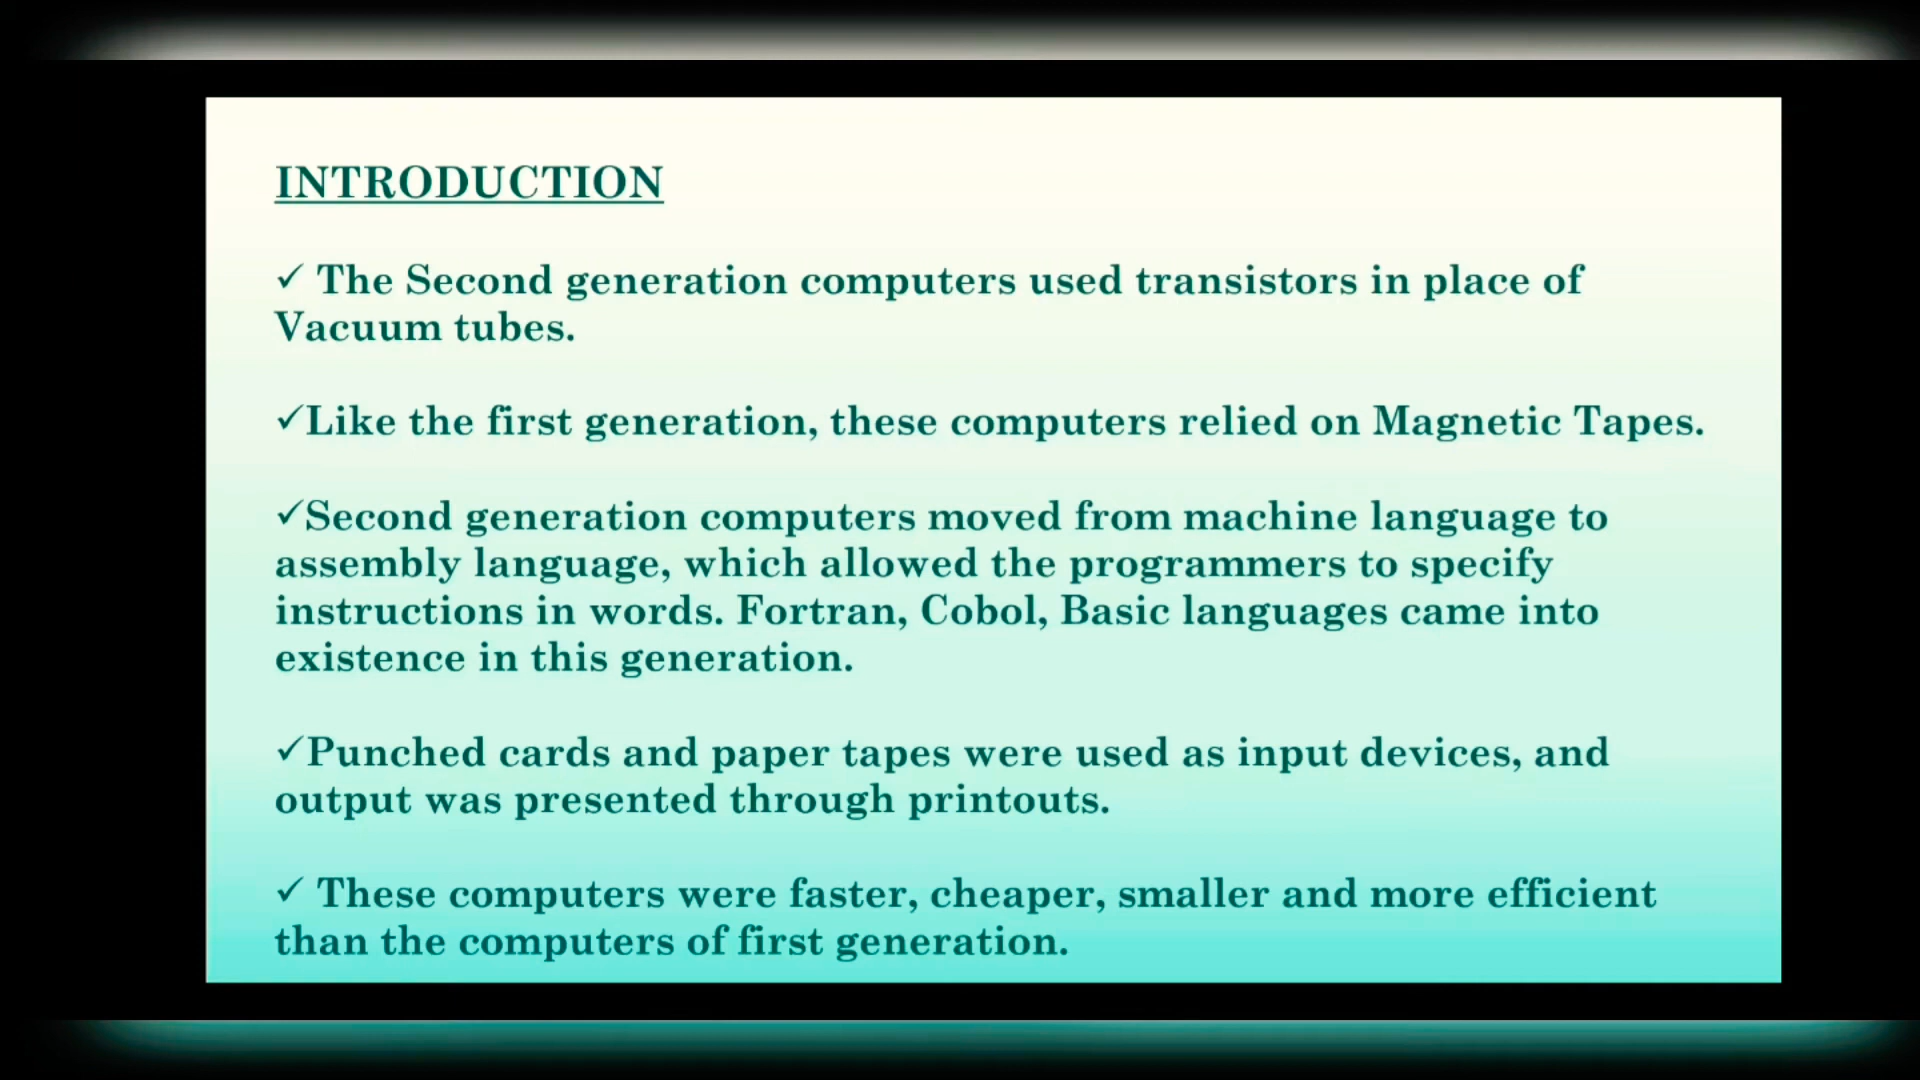 INTRODUCTION
✓ The Second generation computers used transistors in place of
Vacuum tubes.
✓Like the first generation, these computers relied on Magnetic Tapes.
✓Second generation computers moved from machine language to
assembly language, which allowed the programmers to specify
instructions in words. Fortran, Cobol, Basic languages came into
existence in this generation.
✓Punched cards and paper tapes were used as input devices, and
output was presented through printouts.
✓ These computers were faster, cheaper, smaller and more efficient
than the computers of first generation.